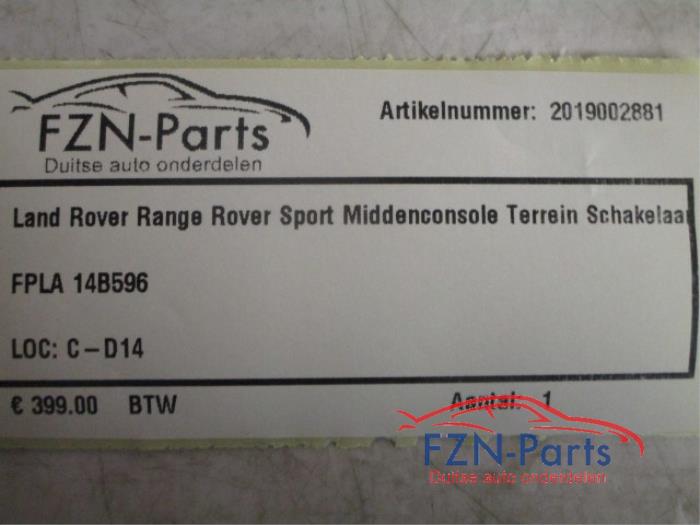 FZN-Parts
Duitse auto onderdelen
Artikelnummer: 2019002881
Land Rover Range Rover Sport Middenconsole Terrein Schakelaa
FPLA 14B596
LOC: C-D14
€ 399.00 BTW
Aantal: 1
FZN-Parts
Duitse auto onderdelen